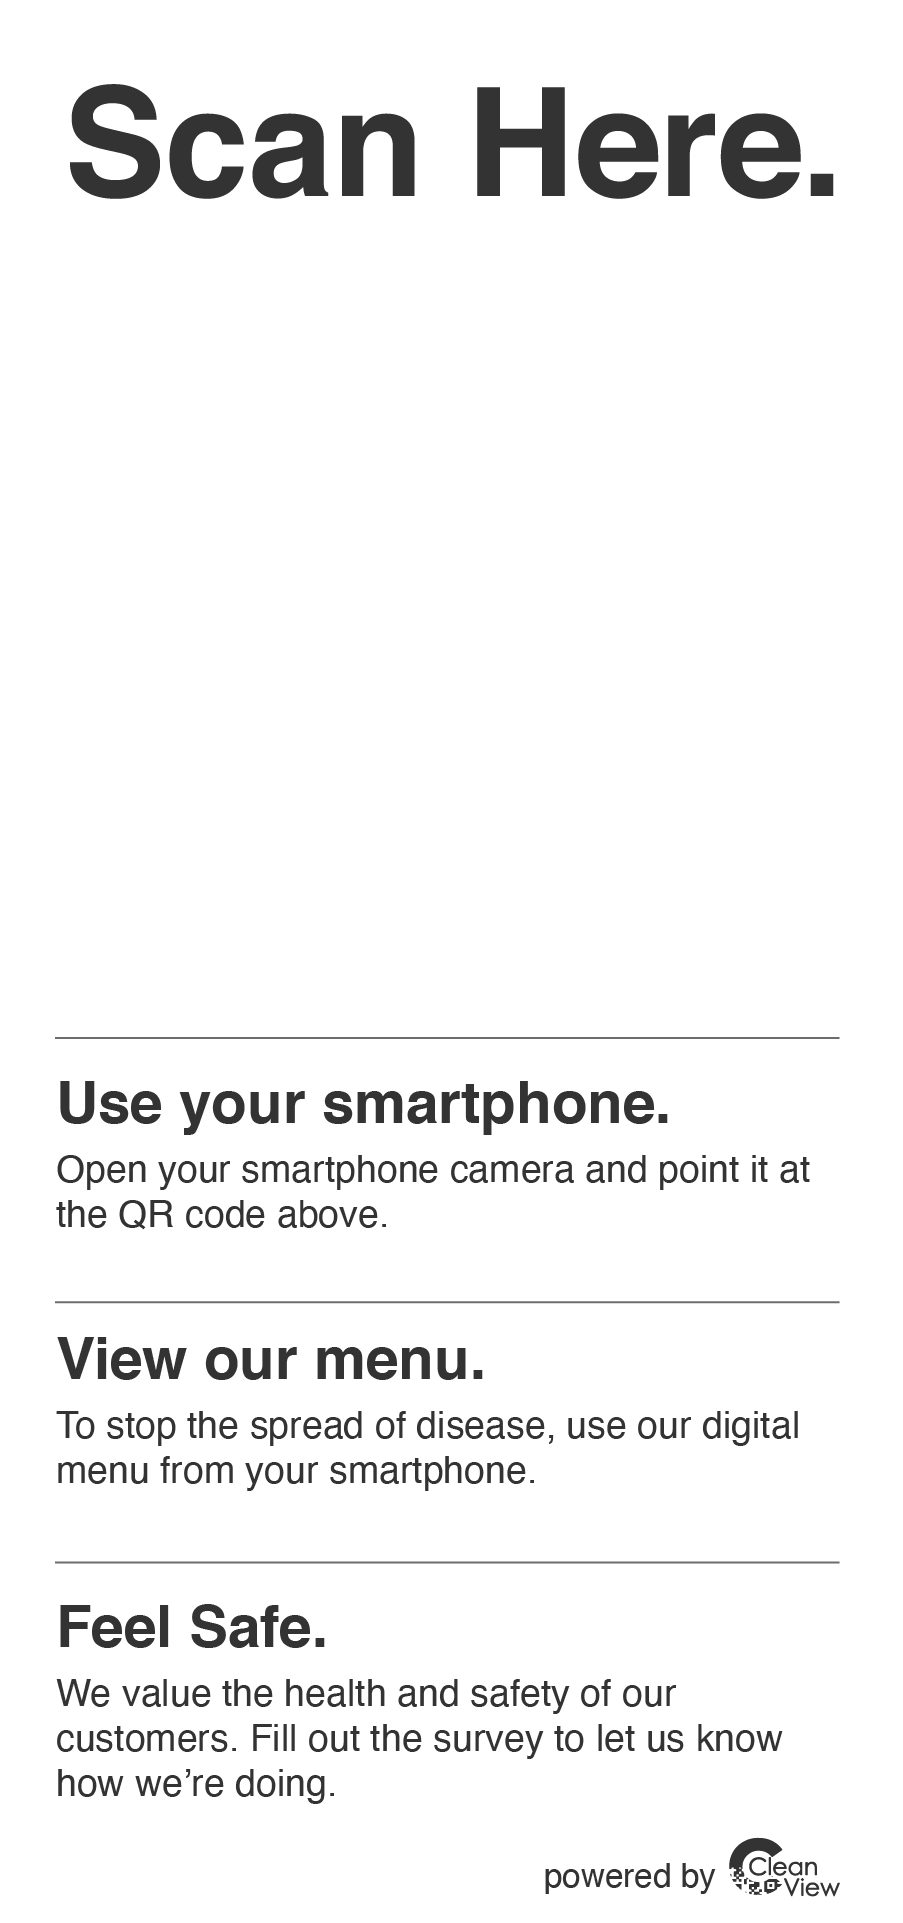 Scan Here.
Use your smartphone.
Open your smartphone camera and point it at
the QR code above.
View our menu.
To stop the spread of disease, use our digital
menu from your smartphone.
Feel Safe.
We value the health and safety of our
customers. Fill out the survey to let us know
how we’re doing.
powered by Clean
View